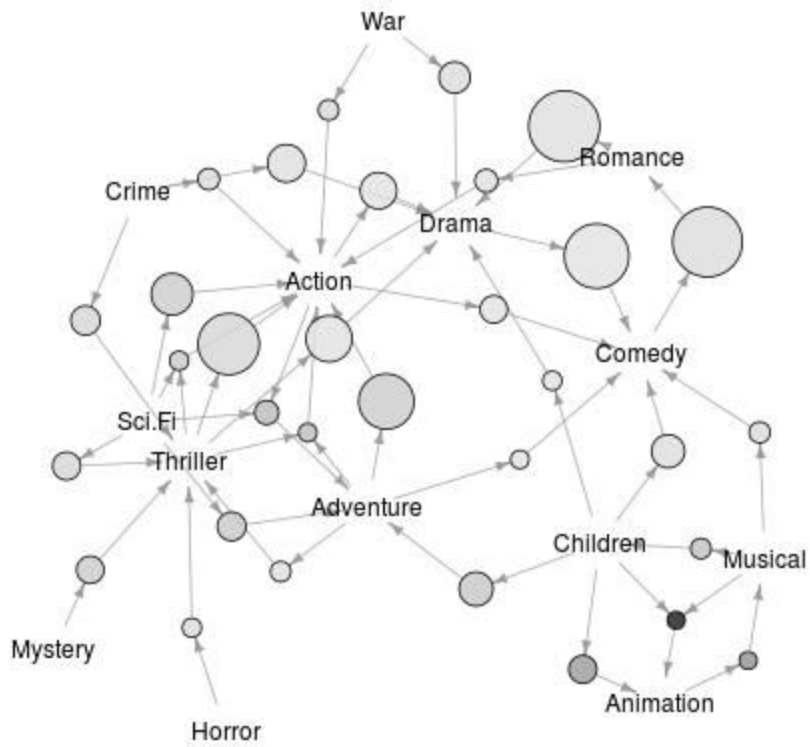 War
Romance
Crime
Drama
Action
Comedy
Sci.Fi
Thriller
Adventure
Children
Musical
Mystery
Animation
Horror